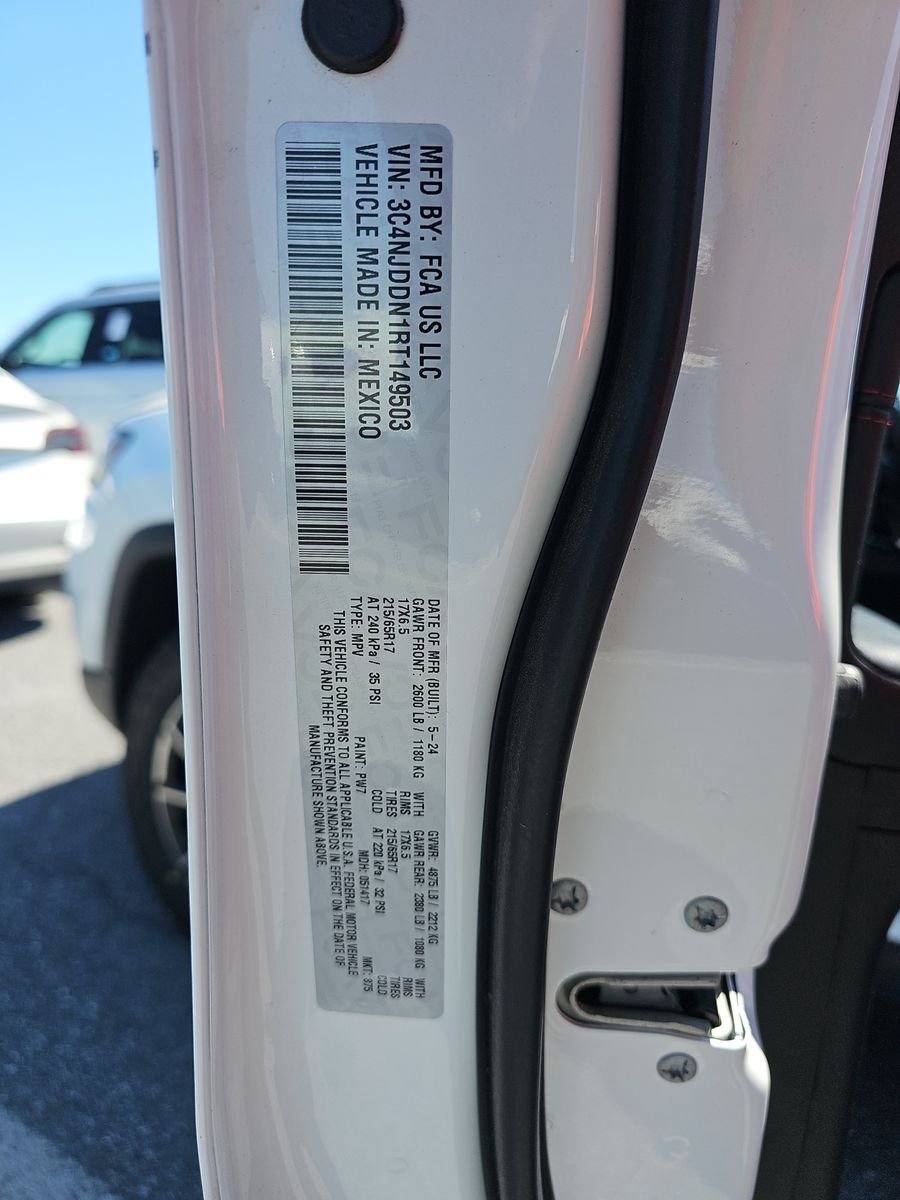 MFD BY: FCA US LLC
VIN: 3C4NJDDN1RT149503
VEHICLE MADE IN: MEXICO
DATE OF MFR (BUILT): 5-24 GVWR: 4875 LB / 2212 KG
GAWR FRONT: 2600 LB / 1180 KG WITH GAWR REAR: 2380 LB / 1080 KG WITH
17X6.5 RIMS 17X6.5 RIMS
215/65R17 TIRES 215/65R17 TIRES
AT 240 kPa / 35 PSI COLD AT 220 kPa / 32 PSI COLD
TYPE: MPV PAINT: PW7 MDH: 051417 MKT: 875
THIS VEHICLE CONFORMS TO ALL APPLICABLE U.S.A. FEDERAL MOTOR VEHICLE
SAFETY AND THEFT PREVENTION STANDARDS IN EFFECT ON THE DATE OF
MANUFACTURE SHOWN ABOVE.